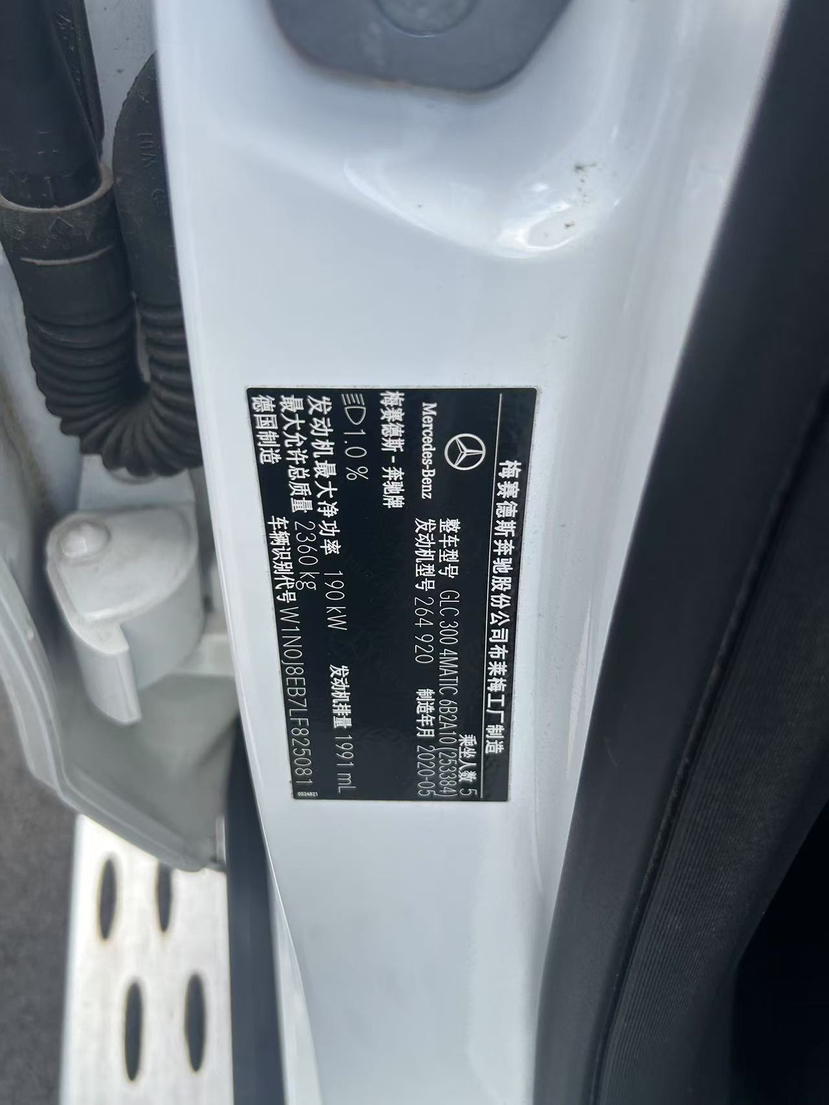 梅赛德斯奔驰股份公司布莱梅工厂制造
乘坐人数 5
Mercedes-Benz
整车型号 GLC 300 4MATIC 6B2A10 (253384)
发动机型号 264 920 制造年月 2020-05
梅赛德斯-奔驰牌
1.0 %
发动机排量 1991 mL
发动机最大净功率 190 kW
最大允许总质量 2360 kg
德国制造
车辆识别代号 W1N0J8EB7LF825081